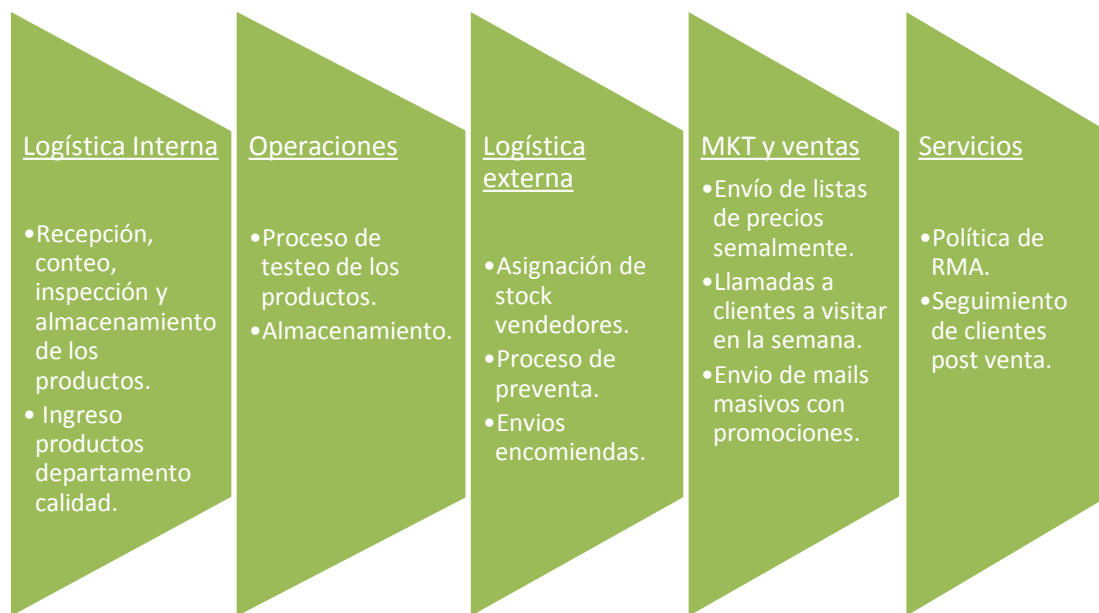 Logística Interna
•Recepción,
conteo,
inspección y
almacenamiento
de los
productos.
• Ingreso
productos
departamento
calidad.
Operaciones
•Proceso de
testeo de los
productos.
•Almacenamiento.
Logística
externa
•Asignación de
stock
vendedores.
•Proceso de
preventa.
•Envios
encomiendas.
MKT y ventas
•Envío de listas
de precios
semalmente.
•Llamadas a
clientes a visitar
en la semana.
•Envio de mails
masivos con
promociones.
Servicios
•Política de
RMA.
•Seguimiento
de clientes
post venta.